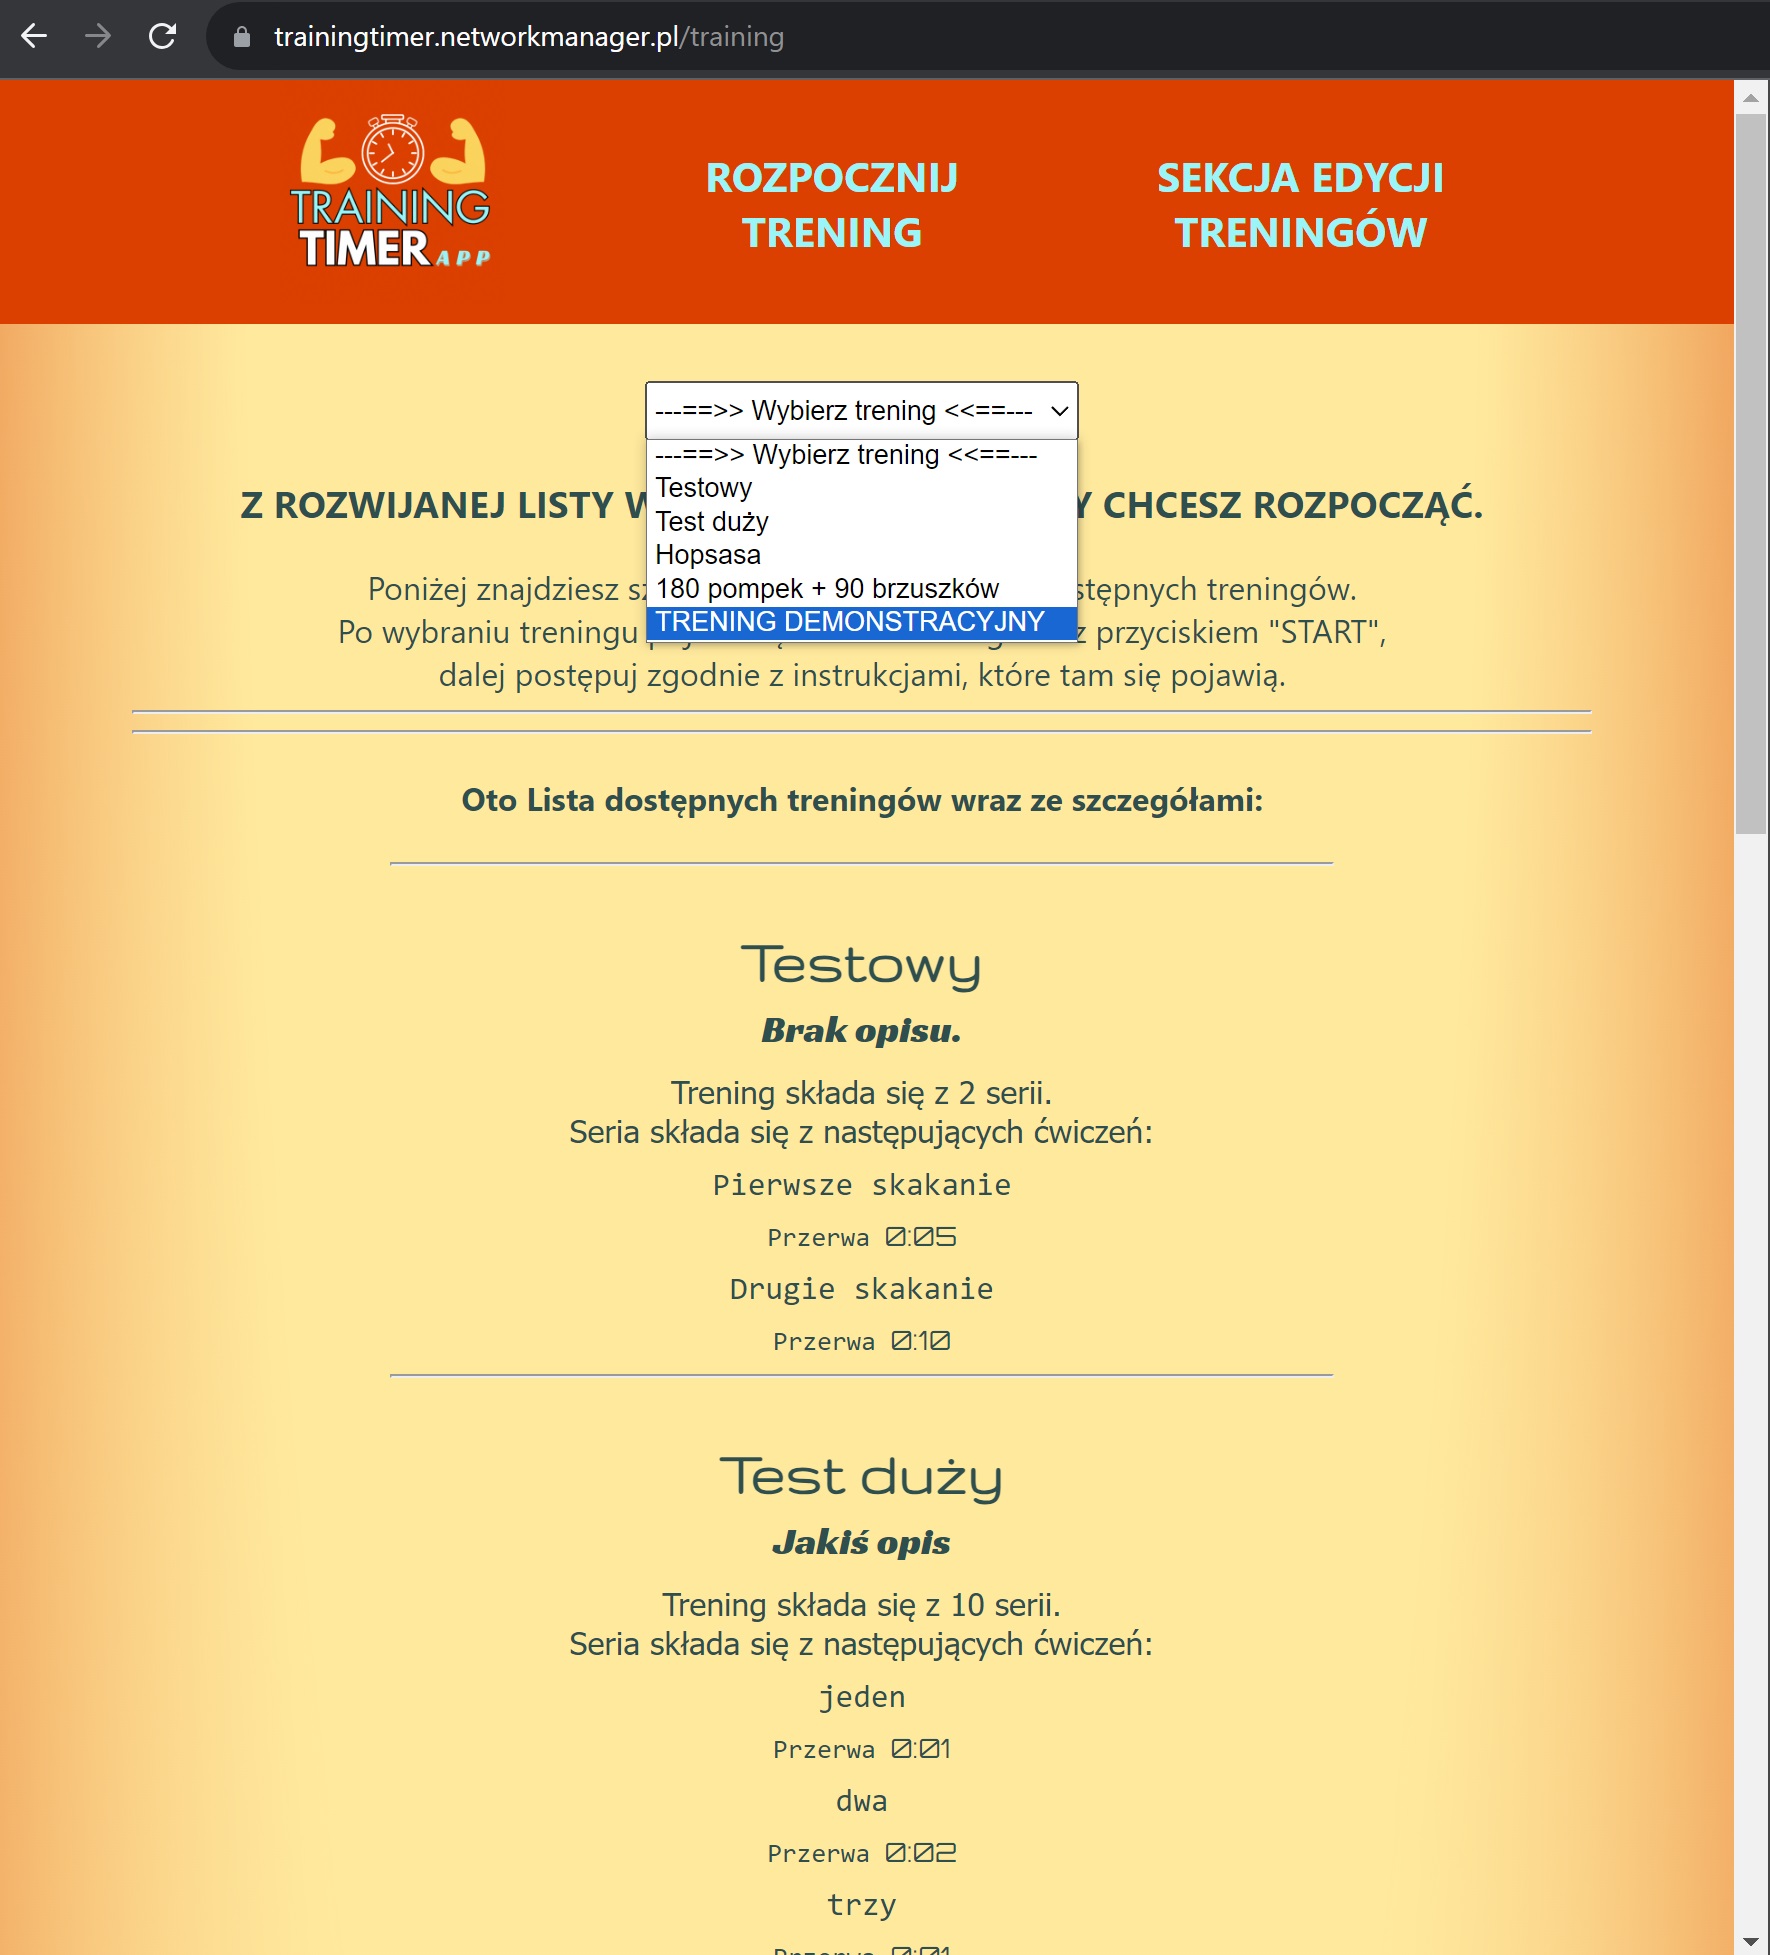 trainingtimer.networkmanager.pl/training
TRAINING
TIMER APP
ROZPOCZNIJ
TRENING
SEKCJA EDYCJI
TRENINGÓW
---==>> Wybierz trening <<==---
---==>> Wybierz trening <<==---
Testowy
Test duży
Hopsasa
180 pompek + 90 brzuszków
TRENING DEMONSTRACYJNY
Z ROZWIJANEJ LISTY CHCESZ ROZPOCZĄĆ.
Poniżej znajdziesz treningów.
Po wybraniu treningu z przyciskiem "START",
dalej postępuj zgodnie z instrukcjami, które tam się pojawią.
Oto Lista dostępnych treningów wraz ze szczegółami:
Testowy
Brak opisu.
Trening składa się z 2 serii.
Seria składa się z następujących ćwiczeń:
Pierwsze skakanie
Przerwa 0:05
Drugie skakanie
Przerwa 0:10
Test duży
Jakiś opis
Trening składa się z 10 serii.
Seria składa się z następujących ćwiczeń:
jeden
Przerwa 0:01
dwa
Przerwa 0:02
trzy
Przerwa 0:01